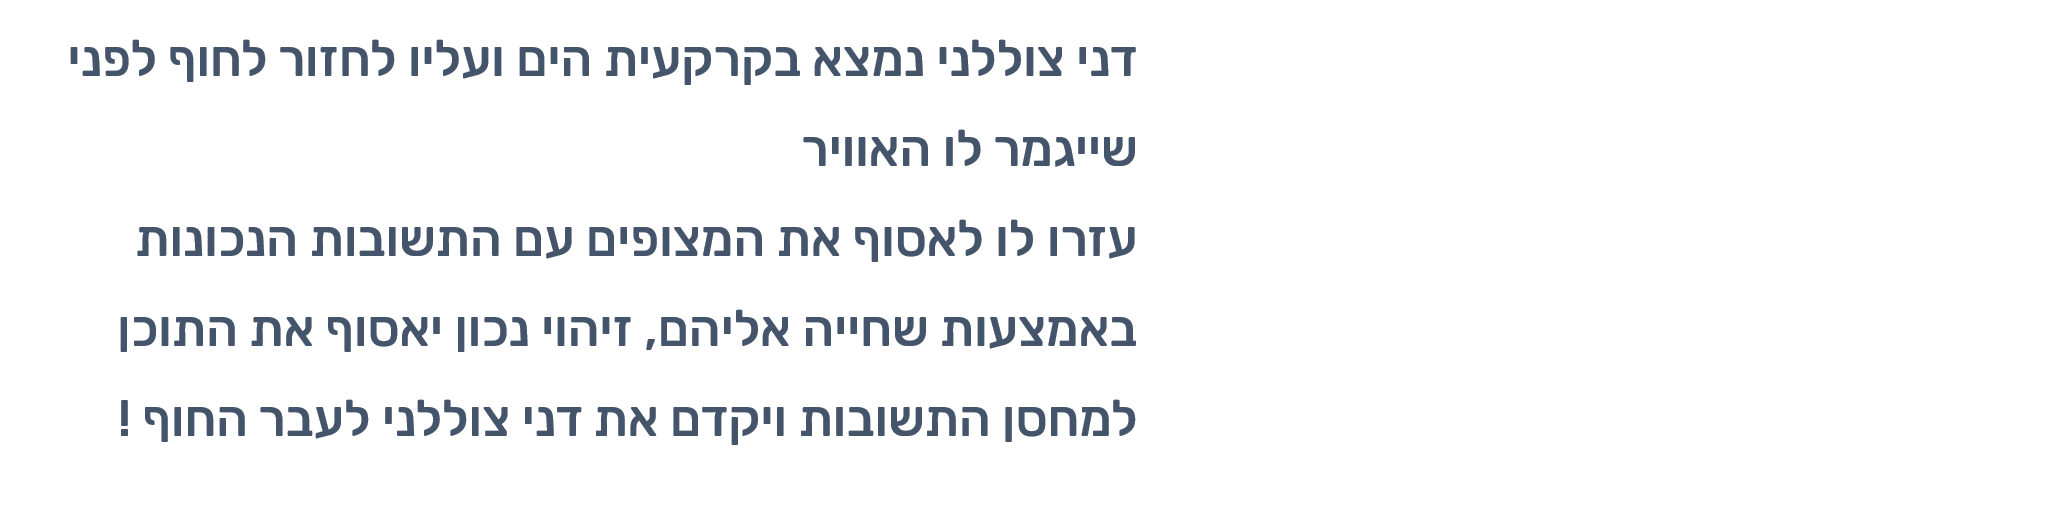 דני צוללני נמצא בקרקעית הים ועליו לחזור לחוף לפני
שייגמר לו האוויר
עזרו לו לאסוף את המצופים עם התשובות הנכונות
באמצעות שחייה אליהם, זיהוי נכון יאסוף את התוכן
למחסן התשובות ויקדם את דני צוללני לעבר החוף !